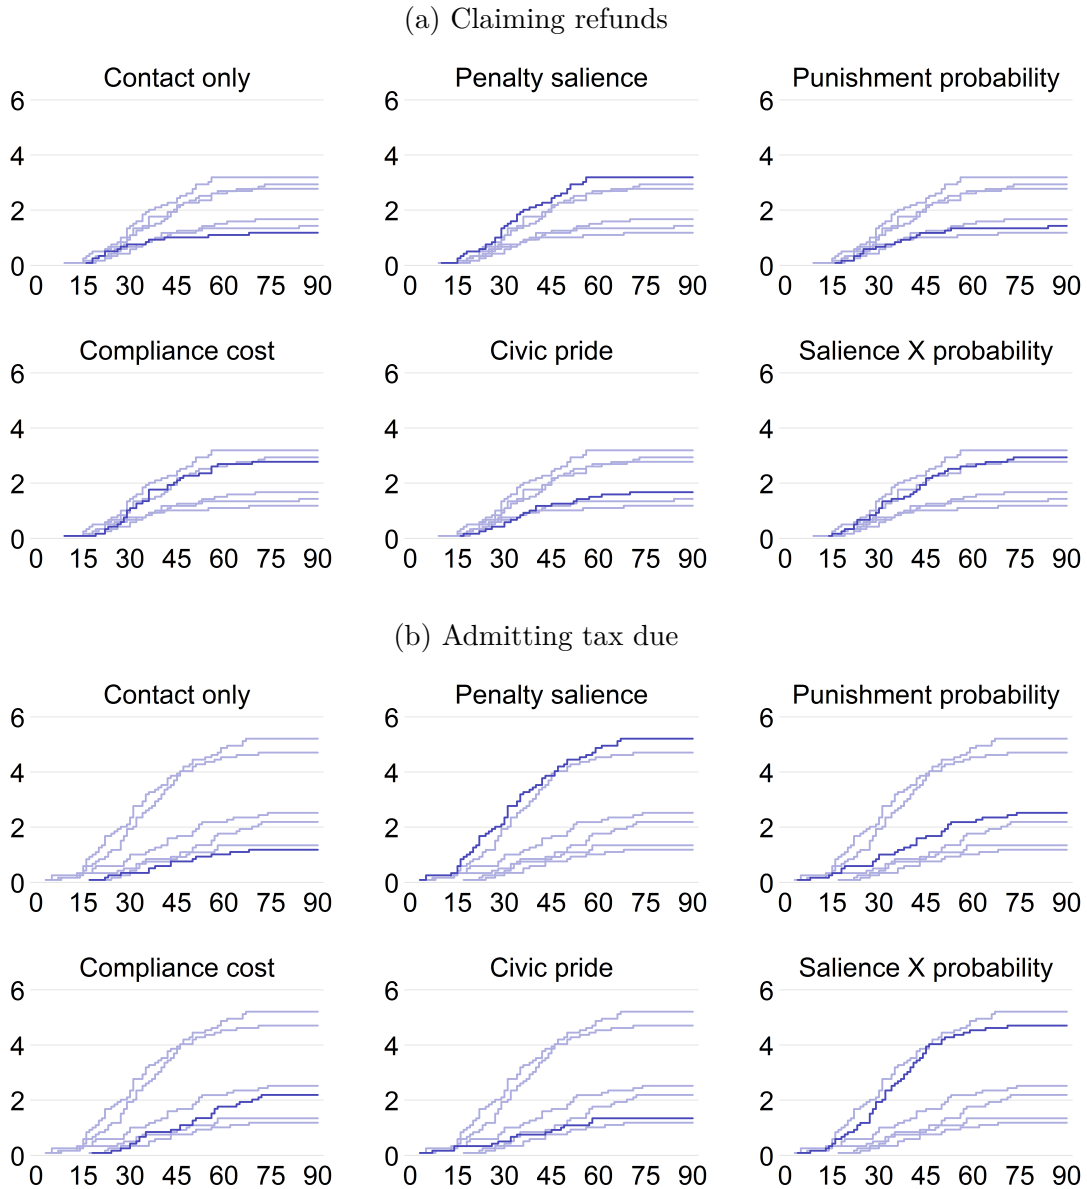 (a) Claiming refunds
Contact only Penalty salience Punishment probability
6 6 6
4 4 4
2 2 2
0 0 0
0 15 30 45 60 75 90 0 15 30 45 60 75 90 0 15 30 45 60 75 90
Compliance cost Civic pride Salience X probability
6 6 6
4 4 4
2 2 2
0 0 0
0 15 30 45 60 75 90 0 15 30 45 60 75 90 0 15 30 45 60 75 90
(b) Admitting tax due
Contact only Penalty salience Punishment probability
6 6 6
4 4 4
2 2 2
0 0 0
0 15 30 45 60 75 90 0 15 30 45 60 75 90 0 15 30 45 60 75 90
Compliance cost Civic pride Salience X probability
6 6 6
4 4 4
2 2 2
0 0 0
0 15 30 45 60 75 90 0 15 30 45 60 75 90 0 15 30 45 60 75 90